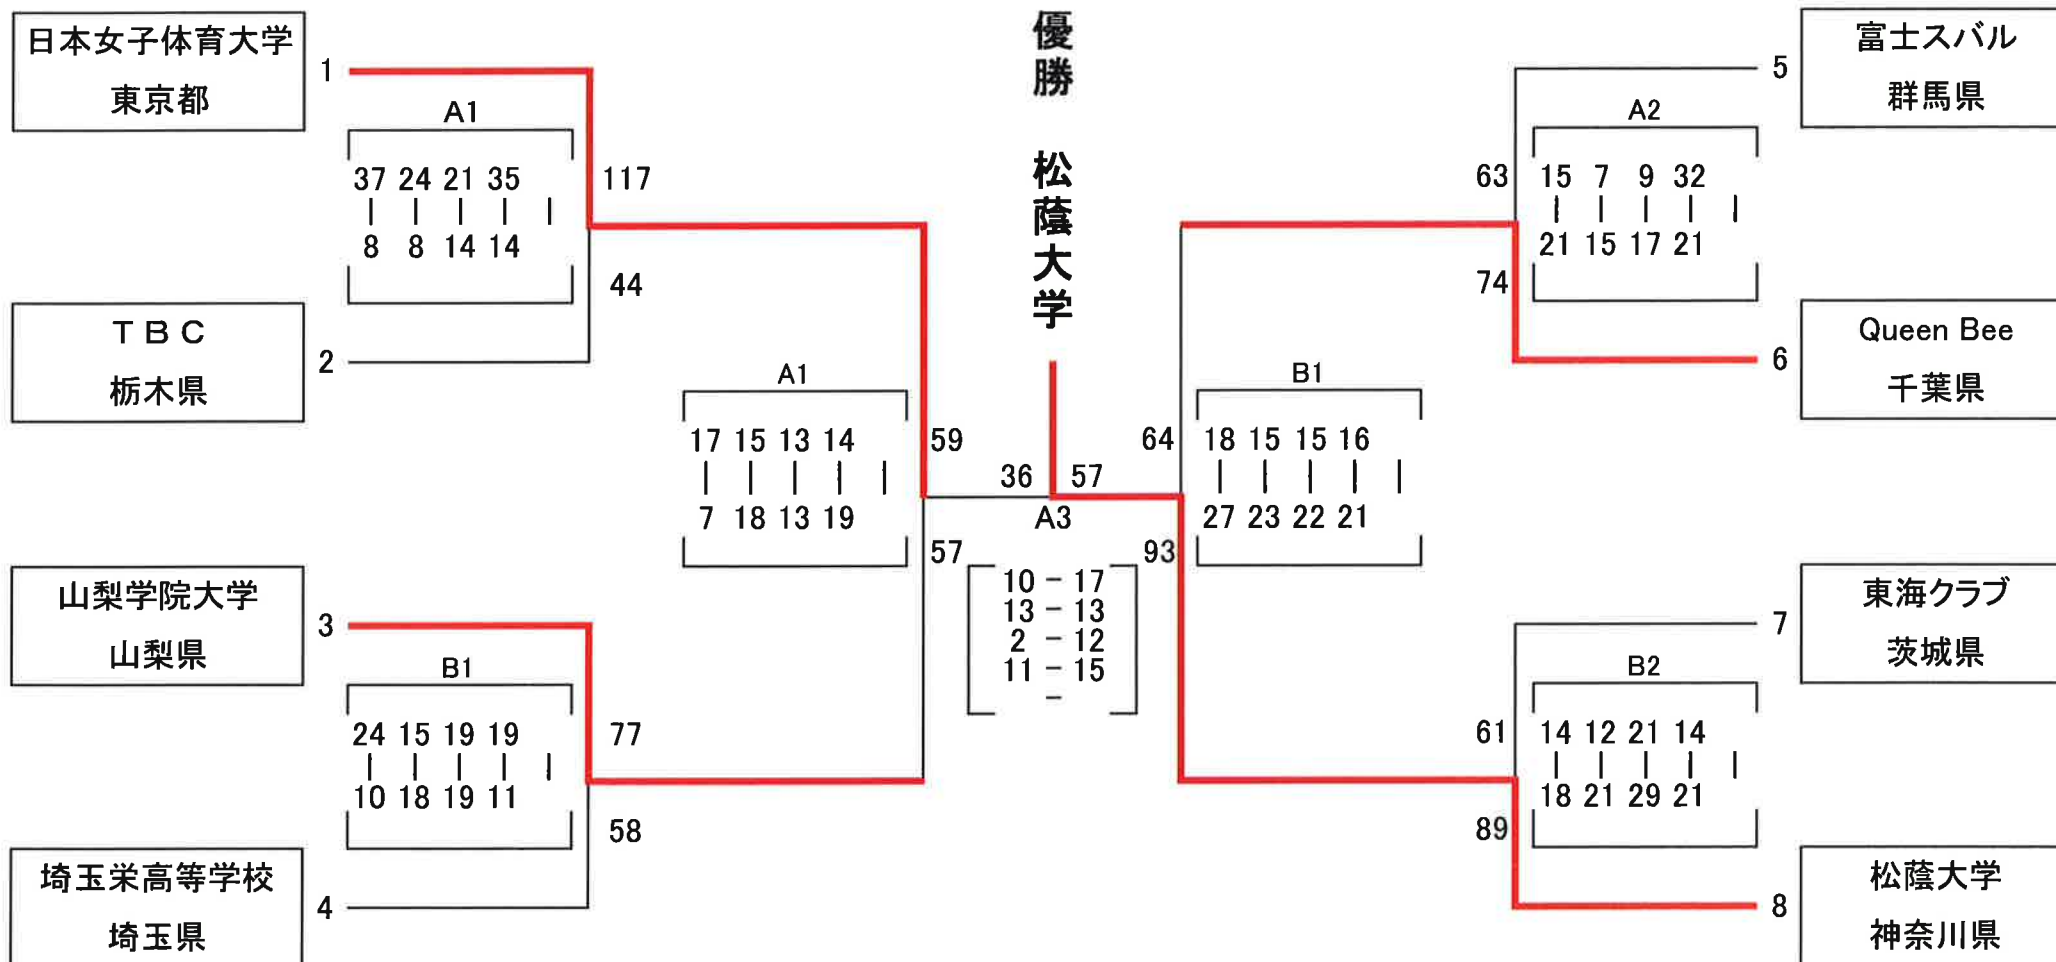 優勝 松蔭大学
日本女子体育大学
東京都
1
A1
37 24 21 35
8 8 14 14
117
44
TBC
栃木県
2
山梨学院大学
山梨県
3
B1
24 15 19 19
10 18 19 11
77
58
埼玉栄高等学校
埼玉県
4
A1
17 15 13 14
7 18 13 19
59
57
36 57
A3
10 - 17
13 - 13
2 - 12
11 - 15
-
64
93
B1
18 15 15 16
27 23 22 21
富士スバル
群馬県
5
A2
63
15 7 9 32
21 15 17 21
74
Queen Bee
千葉県
6
東海クラブ
茨城県
7
B2
61
14 12 21 14
18 21 29 21
89
松蔭大学
神奈川県
8